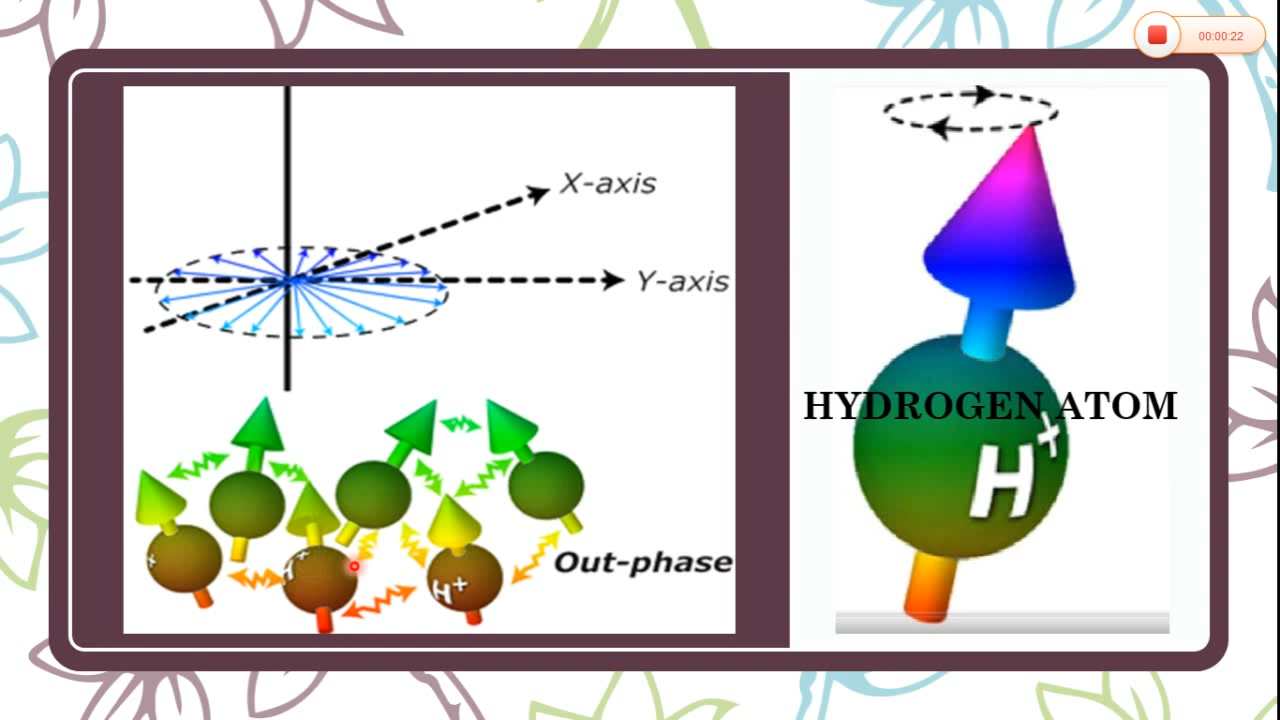 00:00:22
X-axis
Y-axis
Out-phase
H+
H+
HYDROGEN ATOM
H+